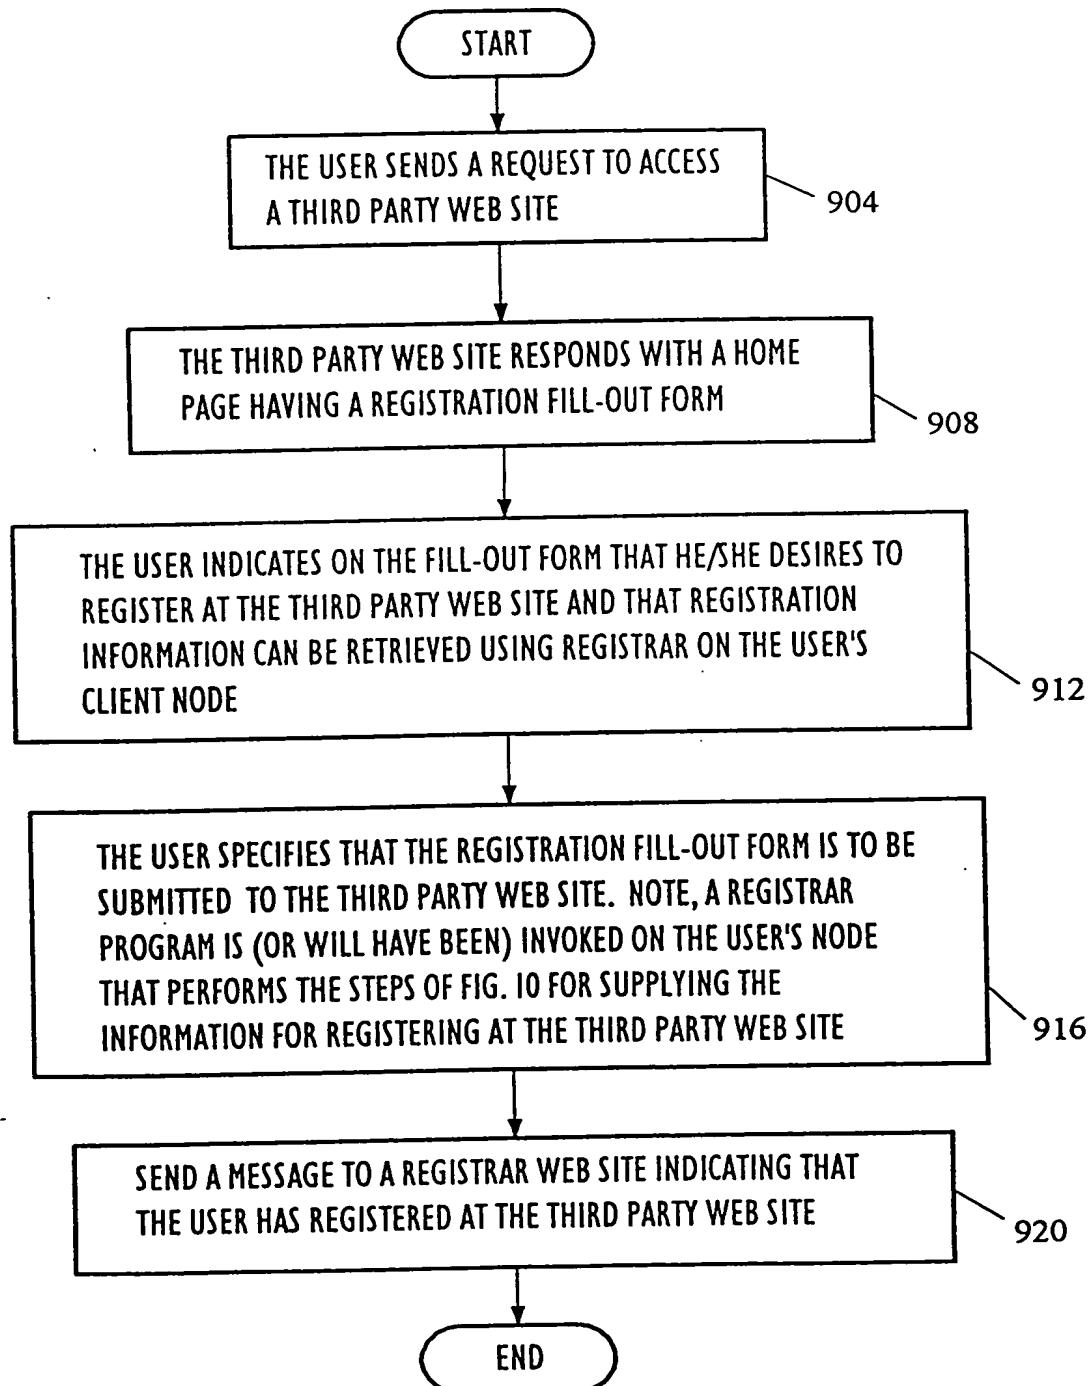 START
THE USER SENDS A REQUEST TO ACCESS
A THIRD PARTY WEB SITE
904
THE THIRD PARTY WEB SITE RESPONDS WITH A HOME
PAGE HAVING A REGISTRATION FILL-OUT FORM
908
THE USER INDICATES ON THE FILL-OUT FORM THAT HE/SHE DESIRES TO
REGISTER AT THE THIRD PARTY WEB SITE AND THAT REGISTRATION
INFORMATION CAN BE RETRIEVED USING REGISTRAR ON THE USER'S
CLIENT NODE
912
THE USER SPECIFIES THAT THE REGISTRATION FILL-OUT FORM IS TO BE
SUBMITTED TO THE THIRD PARTY WEB SITE. NOTE, A REGISTRAR
PROGRAM IS (OR WILL HAVE BEEN) INVOKED ON THE USER'S NODE
THAT PERFORMS THE STEPS OF FIG. 10 FOR SUPPLYING THE
INFORMATION FOR REGISTERING AT THE THIRD PARTY WEB SITE
916
SEND A MESSAGE TO A REGISTRAR WEB SITE INDICATING THAT
THE USER HAS REGISTERED AT THE THIRD PARTY WEB SITE
920
END